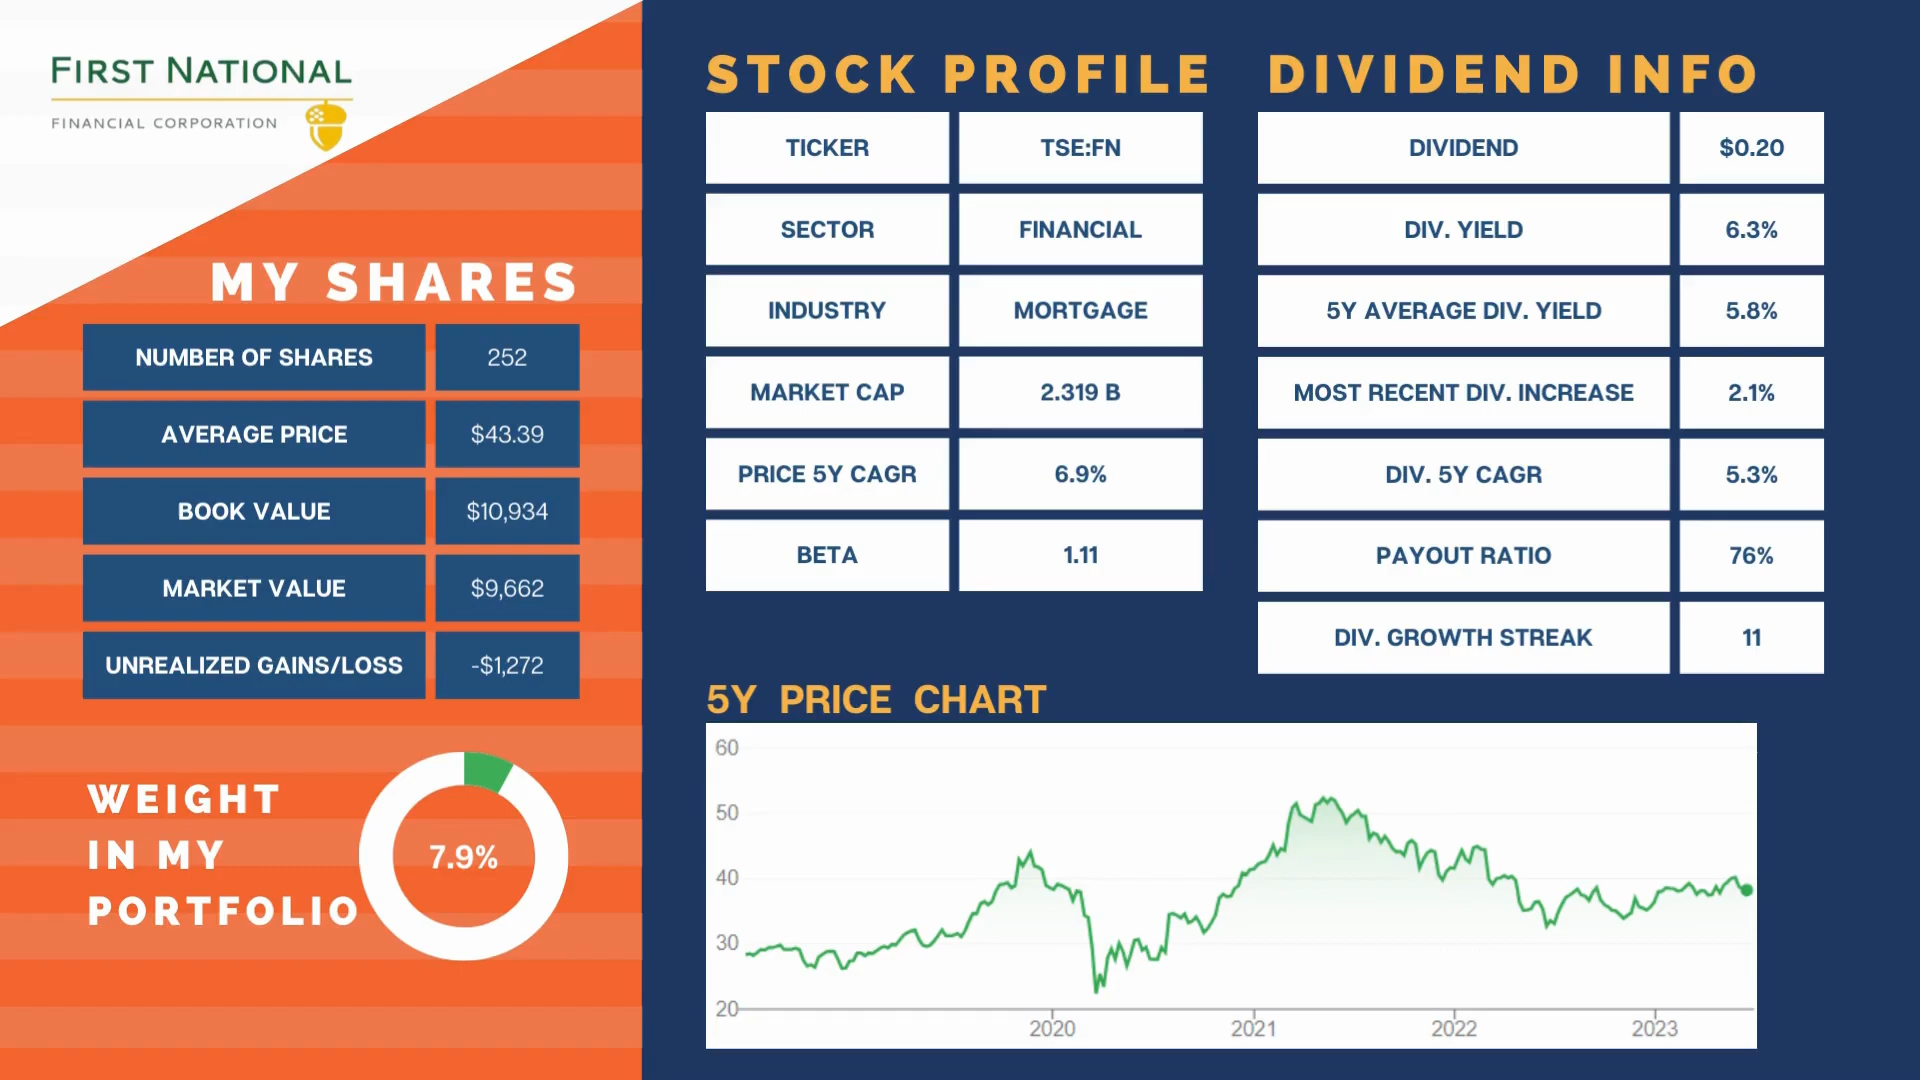 FIRST NATIONAL
FINANCIAL CORPORATION
MY SHARES
NUMBER OF SHARES 252
AVERAGE PRICE $43.39
BOOK VALUE $10,934
MARKET VALUE $9,662
UNREALIZED GAINS/LOSS -$1,272
WEIGHT
IN MY
PORTFOLIO
7.9%
STOCK PROFILE
TICKER TSE:FN
SECTOR FINANCIAL
INDUSTRY MORTGAGE
MARKET CAP 2.319 B
PRICE 5Y CAGR 6.9%
BETA 1.11
DIVIDEND INFO
DIVIDEND $0.20
DIV. YIELD 6.3%
5Y AVERAGE DIV. YIELD 5.8%
MOST RECENT DIV. INCREASE 2.1%
DIV. 5Y CAGR 5.3%
PAYOUT RATIO 76%
DIV. GROWTH STREAK 11
5Y PRICE CHART
60
50
40
30
20
2020 2021 2022 2023